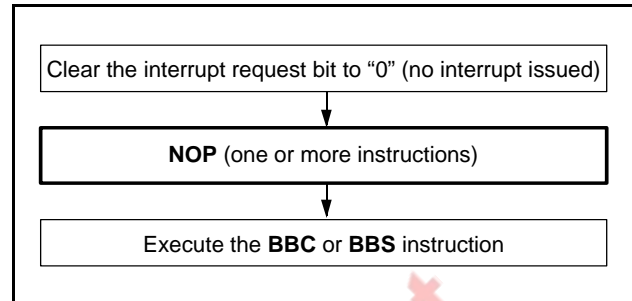 Clear the interrupt request bit to “0” (no interrupt issued)
NOP (one or more instructions)
Execute the BBC or BBS instruction